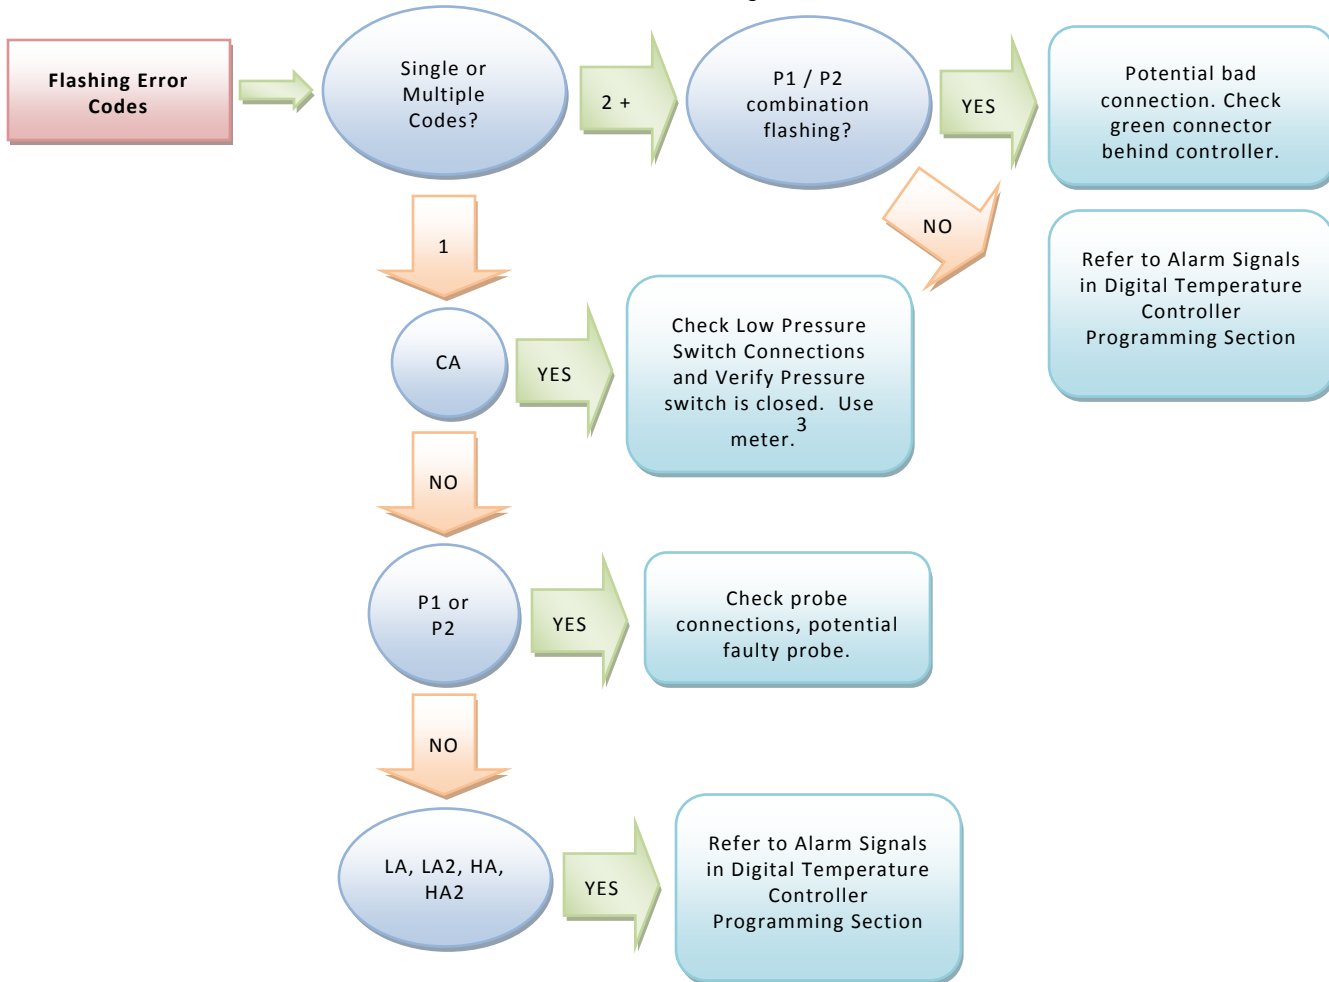 Flashing Error
Codes
Single or
Multiple
Codes?
2 +
P1 / P2
combination
flashing?
YES
Potential bad
connection. Check
green connector
behind controller.
NO
Refer to Alarm Signals
in Digital Temperature
Controller
Programming Section
1
CA
YES
Check Low Pressure
Switch Connections
and Verify Pressure
switch is closed. Use
meter.3
NO
P1 or
P2
YES
Check probe
connections, potential
faulty probe.
NO
LA, LA2, HA,
HA2
YES
Refer to Alarm Signals
in Digital Temperature
Controller
Programming Section